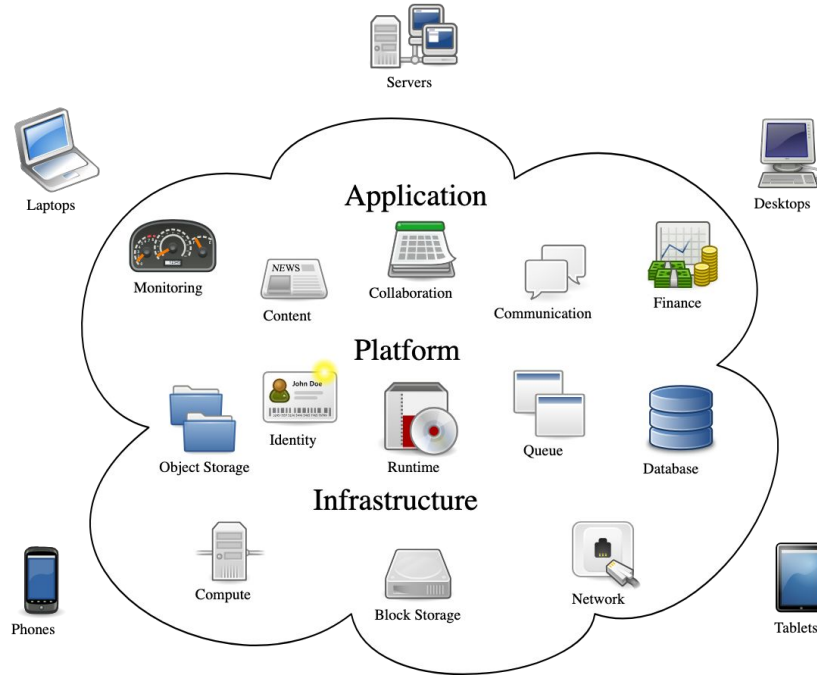 Servers
Laptops
Desktops
Application
Monitoring
NEWS
Content
Collaboration
Communication
Finance
Platform
Object Storage
John Doe
Identity
Runtime
Queue
Database
Infrastructure
Compute
Block Storage
Network
Phones
Tablets